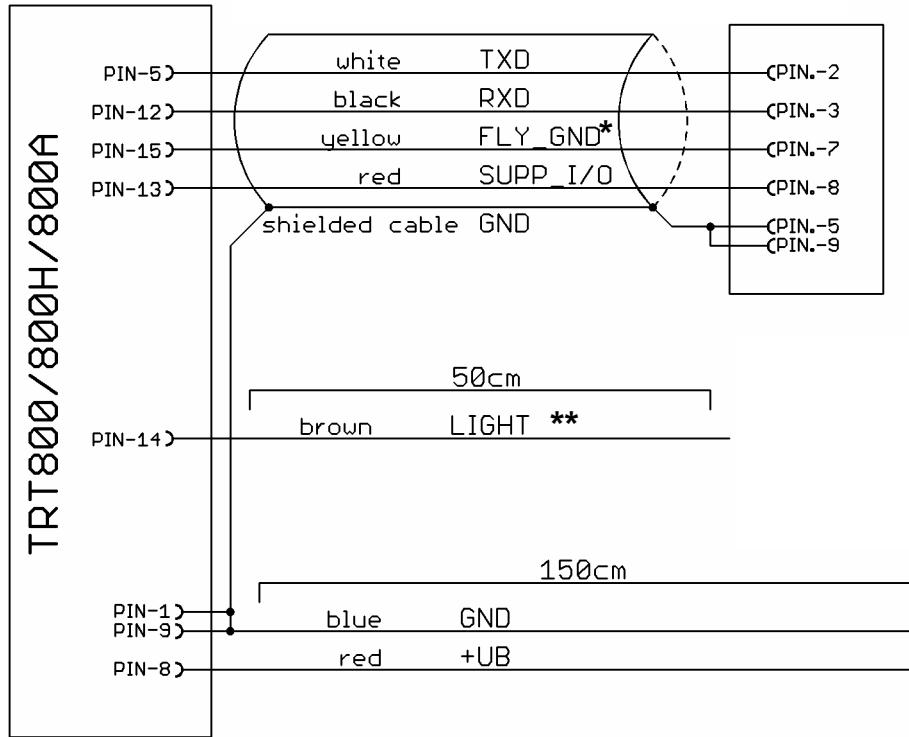 TRT800/800H/800A
PIN-5 white TXD PIN.-2
PIN-12 black RXD PIN.-3
PIN-15 yellow FLY_GND* PIN.-7
PIN-13 red SUPP_I/O PIN.-8
shielded cable GND PIN.-5
PIN.-9
50cm
PIN-14 brown LIGHT **
150cm
PIN-1
PIN-9 blue GND
PIN-8 red +UB